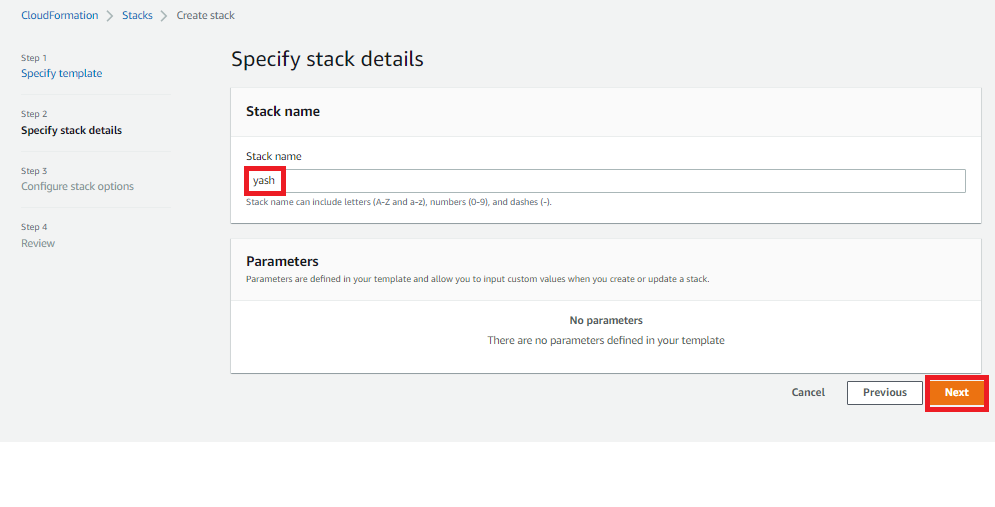 CloudFormation > Stacks > Create stack
Step 1
Specify template
Step 2
Specify stack details
Step 3
Configure stack options
Step 4
Review
Specify stack details
Stack name
Stack name
yash
Stack name can include letters (A-Z and a-z), numbers (0-9), and dashes (-).
Parameters
Parameters are defined in your template and allow you to input custom values when you create or update a stack.
No parameters
There are no parameters defined in your template
Cancel Previous Next